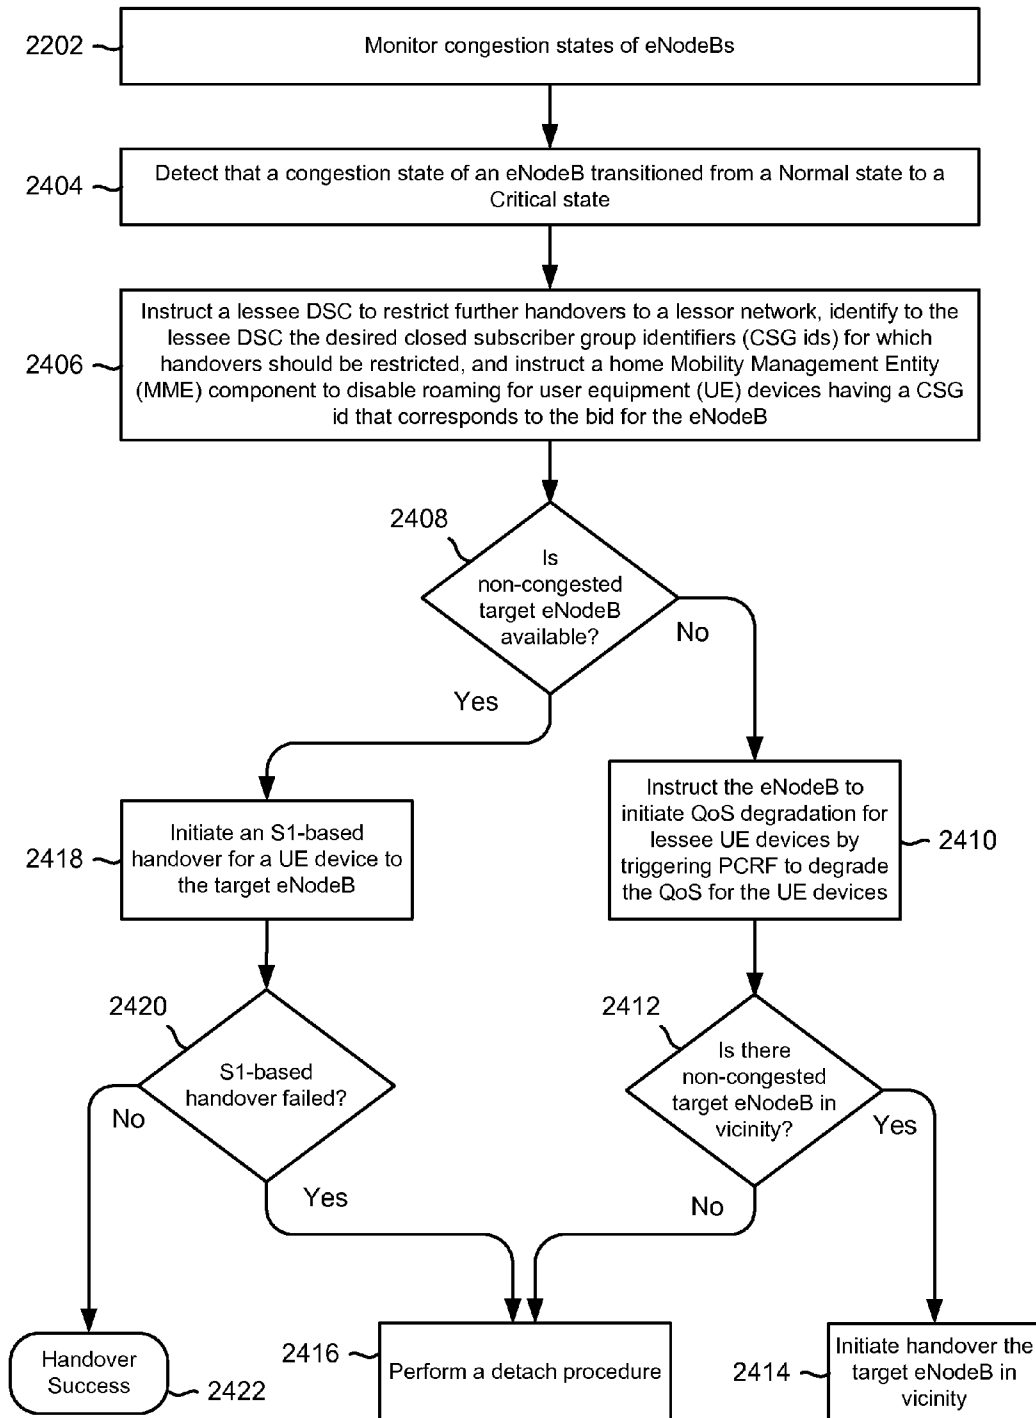 2202
Monitor congestion states of eNodeBs
2404
Detect that a congestion state of an eNodeB transitioned from a Normal state to a
Critical state
2406
Instruct a lessee DSC to restrict further handovers to a lessor network, identify to the
lessee DSC the desired closed subscriber group identifiers (CSG ids) for which
handovers should be restricted, and instruct a home Mobility Management Entity
(MME) component to disable roaming for user equipment (UE) devices having a CSG
id that corresponds to the bid for the eNodeB
2408
Is
non-congested
target eNodeB
available?
No
Yes
2418
Initiate an S1-based
handover for a UE device to
the target eNodeB
Instruct the eNodeB to
initiate QoS degradation for
lessee UE devices by
triggering PCRF to degrade
the QoS for the UE devices
2410
2420
S1-based
handover failed?
No
Yes
2412
Is there
non-congested
target eNodeB in
vicinity?
Yes
No
Handover
Success
2422
2416
Perform a detach procedure
2414
Initiate handover the
target eNodeB in
vicinity